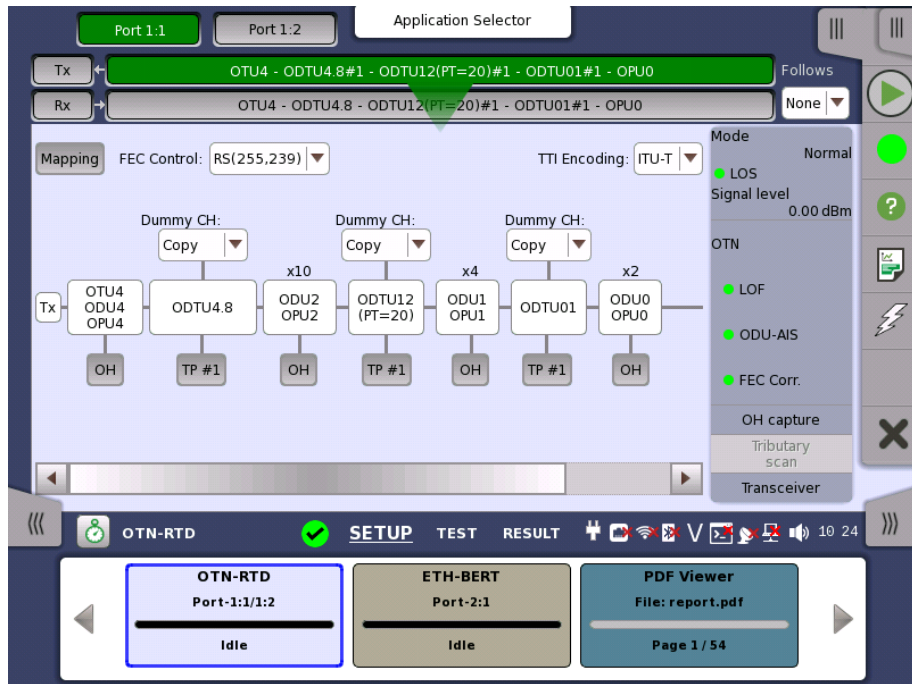 Port 1:1
Port 1:2
Application Selector
Tx
OTU4 - ODTU4.8#1 - ODTU12(PT=20)#1 - ODTU01#1 - OPU0
Follows
Rx
OTU4 - ODTU4.8 - ODTU12(PT=20)#1 - ODTU01#1 - OPU0
None
Mapping
FEC Control:
RS(255,239)
TTI Encoding:
ITU-T
Mode
Normal
LOS
Signal level
0.00 dBm
OTN
LOF
ODU-AIS
FEC Corr.
OH capture
Tributary
scan
Transceiver
Dummy CH:
Copy
Dummy CH:
Copy
Dummy CH:
Copy
x10
x4
x2
Tx
OTU4
ODU4
OPU4
ODTU4.8
ODU2
OPU2
ODTU12
(PT=20)
ODU1
OPU1
ODTU01
ODU0
OPU0
OH
TP #1
OH
TP #1
OH
TP #1
OH
OTN-RTD
SETUP
TEST
RESULT
10 24
OTN-RTD
Port-1:1/1:2
Idle
ETH-BERT
Port-2:1
Idle
PDF Viewer
File: report.pdf
Page 1 / 54